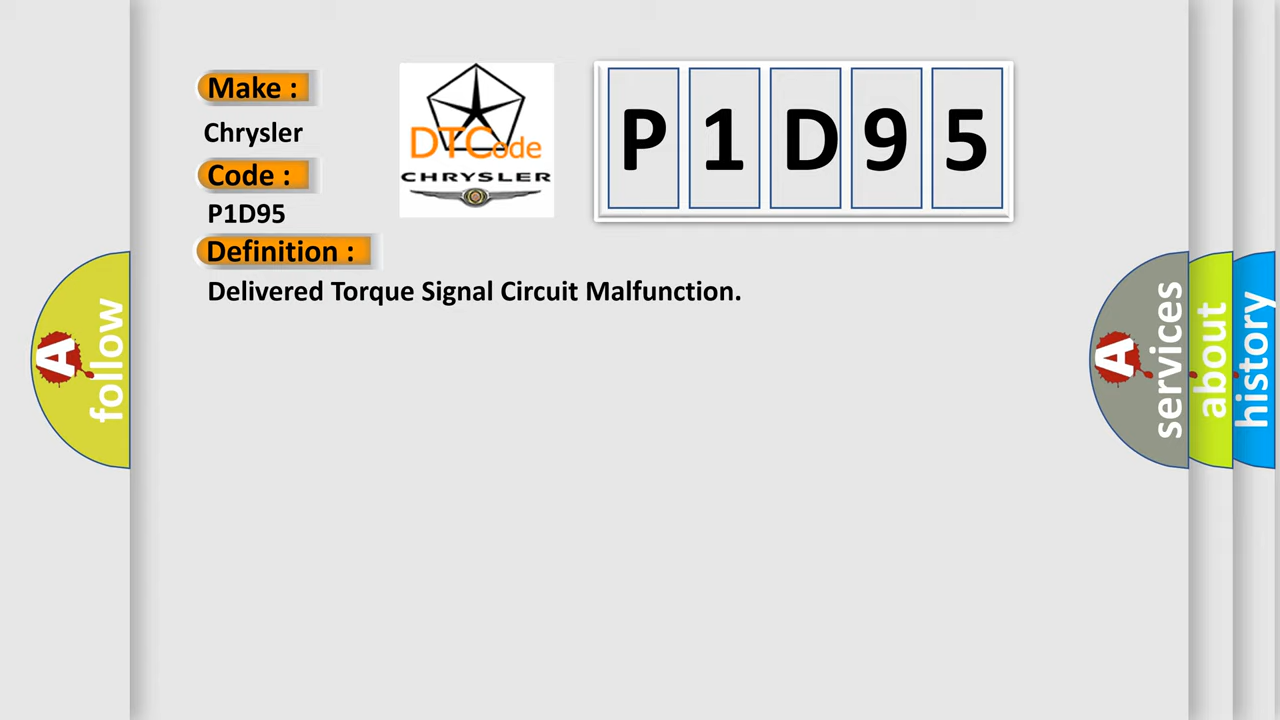 Make :
Chrysler
Code :
P1D95
Definition :
Delivered Torque Signal Circuit Malfunction.
DTCode
CHRYSLER
P 1 D 9 5
A follow
A services
about
history